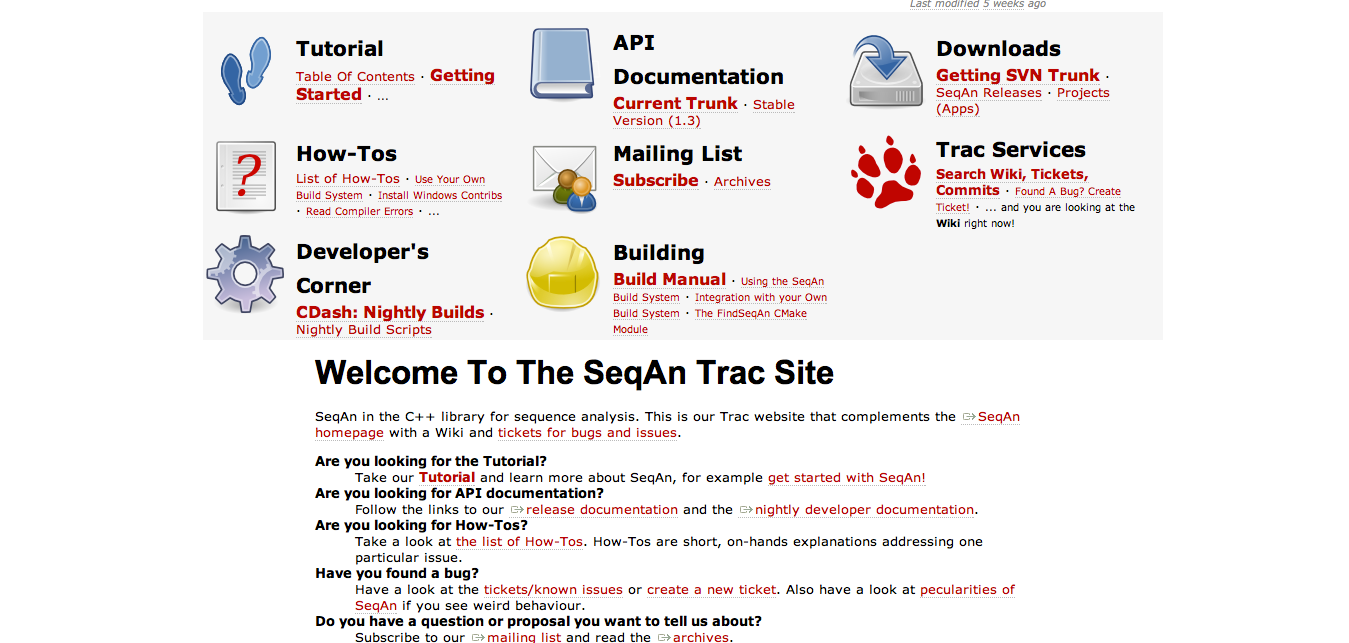 Last modified 5 weeks ago
Tutorial
Table Of Contents · Getting
Started · ...
API
Documentation
Current Trunk · Stable
Version (1.3)
Downloads
Getting SVN Trunk ·
SeqAn Releases · Projects
(Apps)
How-Tos
List of How-Tos · Use Your Own
Build System · Install Windows Contribs
· Read Compiler Errors · ...
Mailing List
Subscribe · Archives
Trac Services
Search Wiki, Tickets,
Commits · Found A Bug? Create
Ticket! · ... and you are looking at the
Wiki right now!
Developer's
Corner
CDash: Nightly Builds ·
Nightly Build Scripts
Building
Build Manual · Using the SeqAn
Build System · Integration with your Own
Build System · The FindSeqAn CMake
Module
Welcome To The SeqAn Trac Site
SeqAn in the C++ library for sequence analysis. This is our Trac website that complements the SeqAn
homepage with a Wiki and tickets for bugs and issues.
Are you looking for the Tutorial?
Take our Tutorial and learn more about SeqAn, for example get started with SeqAn!
Are you looking for API documentation?
Follow the links to our release documentation and the nightly developer documentation.
Are you looking for How-Tos?
Take a look at the list of How-Tos. How-Tos are short, on-hands explanations addressing one
particular issue.
Have you found a bug?
Have a look at the tickets/known issues or create a new ticket. Also have a look at pecularities of
SeqAn if you see weird behaviour.
Do you have a question or proposal you want to tell us about?
Subscribe to our mailing list and read the archives.